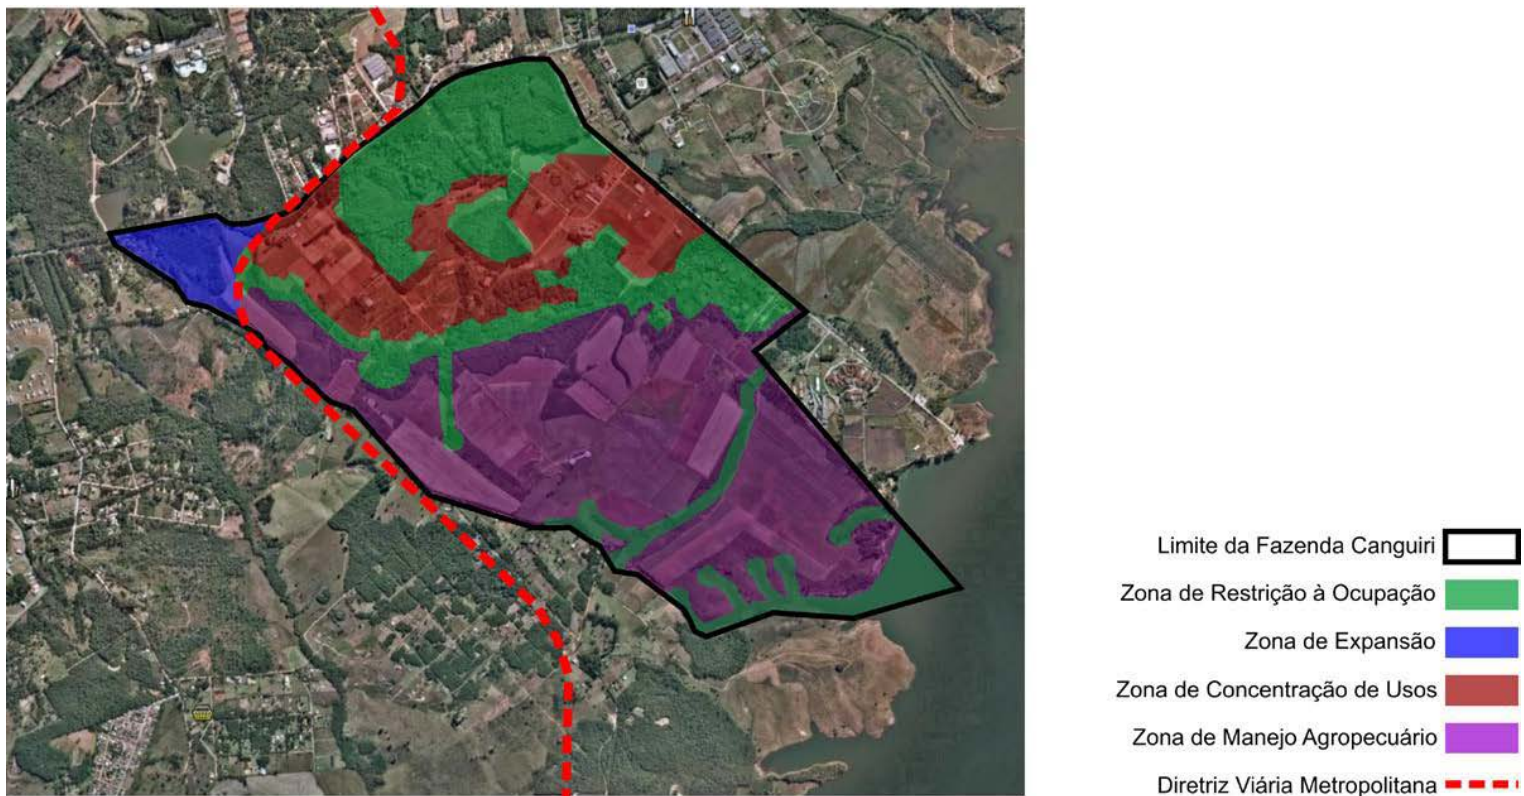 Limite da Fazenda Canguiri
Zona de Restrição à Ocupação
Zona de Expansão
Zona de Concentração de Usos
Zona de Manejo Agropecuário
Diretriz Viária Metropolitana